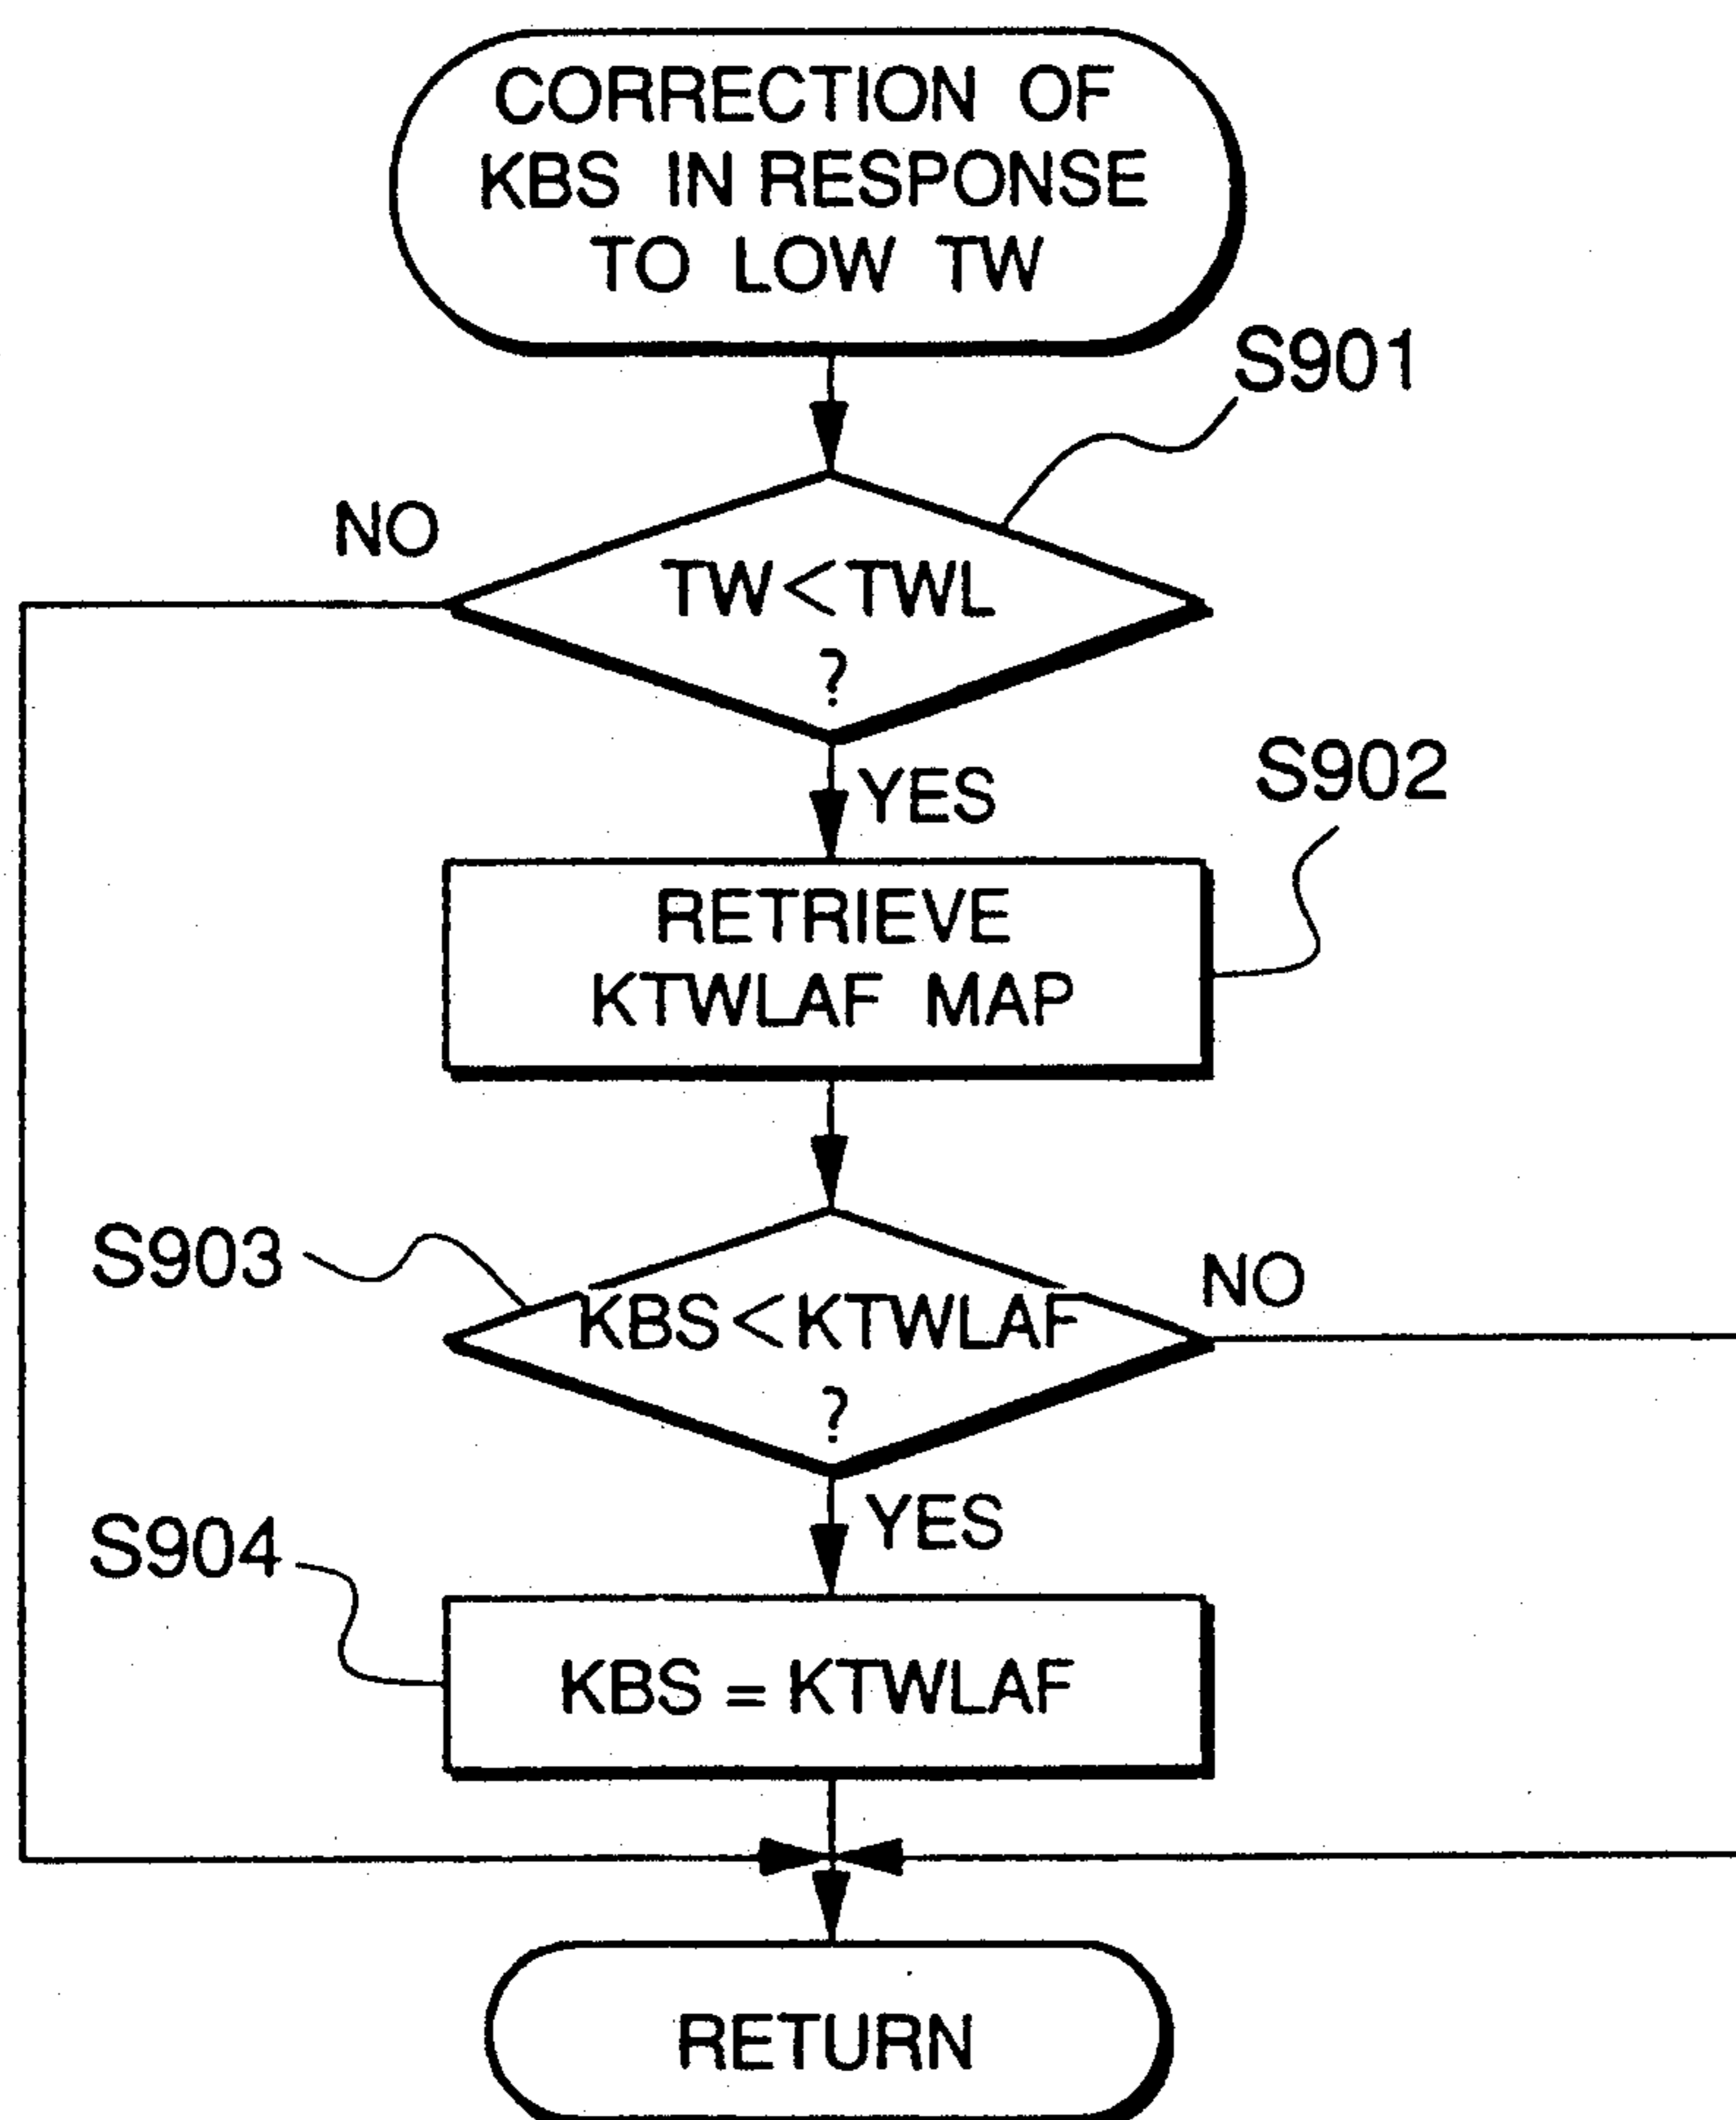 CORRECTION OF
KBS IN RESPONSE
TO LOW TW
S901
NO
TW<TWL
?
YES
S902
RETRIEVE
KTWLAF MAP
S903
NO
KBS<KTWLAF
?
YES
S904
KBS = KTWLAF
RETURN